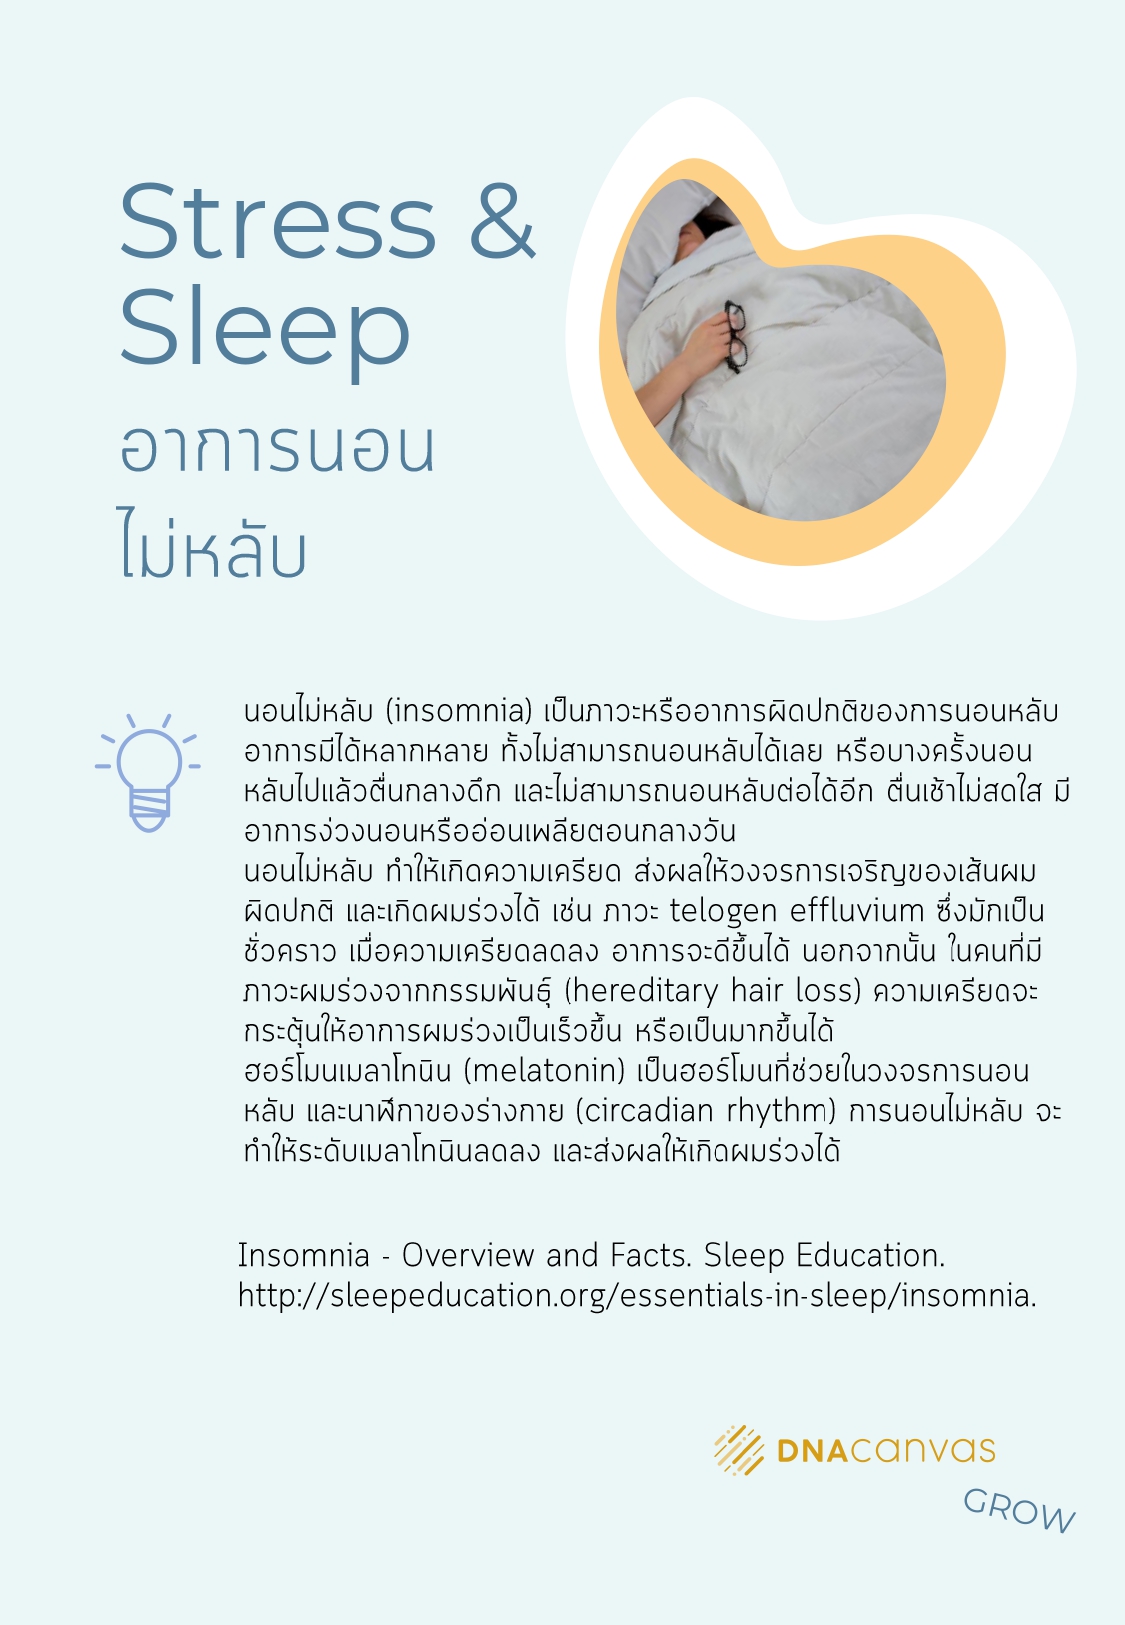 Stress &
Sleep
อาการนอน
ไม่หลับ
นอนไม่หลับ (insomnia) เป็นภาวะหรืออาการผิดปกติของการนอนหลับ
อาการมีได้หลากหลาย ทั้งไม่สามารถนอนหลับได้เลย หรือบางครั้งนอน
หลับไปแล้วตื่นกลางดึก และไม่สามารถนอนหลับต่อได้อีก ตื่นเช้าไม่สดใส มี
อาการง่วงนอนหรืออ่อนเพลียตอนกลางวัน
นอนไม่หลับ ทำให้เกิดความเครียด ส่งผลให้วงจรการเจริญของเส้นผม
ผิดปกติ และเกิดผมร่วงได้ เช่น ภาวะ telogen effluvium ซึ่งมักเป็น
ชั่วคราว เมื่อความเครียดลดลง อาการจะดีขึ้นได้ นอกจากนั้น ในคนที่มี
ภาวะผมร่วงจากกรรมพันธุ์ (hereditary hair loss) ความเครียดจะ
กระตุ้นให้อาการผมร่วงเป็นเร็วขึ้น หรือเป็นมากขึ้นได้
ฮอร์โมนเมลาโทนิน (melatonin) เป็นฮอร์โมนที่ช่วยในวงจรการนอน
หลับ และนาฬิกาของร่างกาย (circadian rhythm) การนอนไม่หลับ จะ
ทำให้ระดับเมลาโทนินลดลง และส่งผลให้เกิดผมร่วงได้
Insomnia - Overview and Facts. Sleep Education.
http://sleepeducation.org/essentials-in-sleep/insomnia.
DNAcanvas
GROW